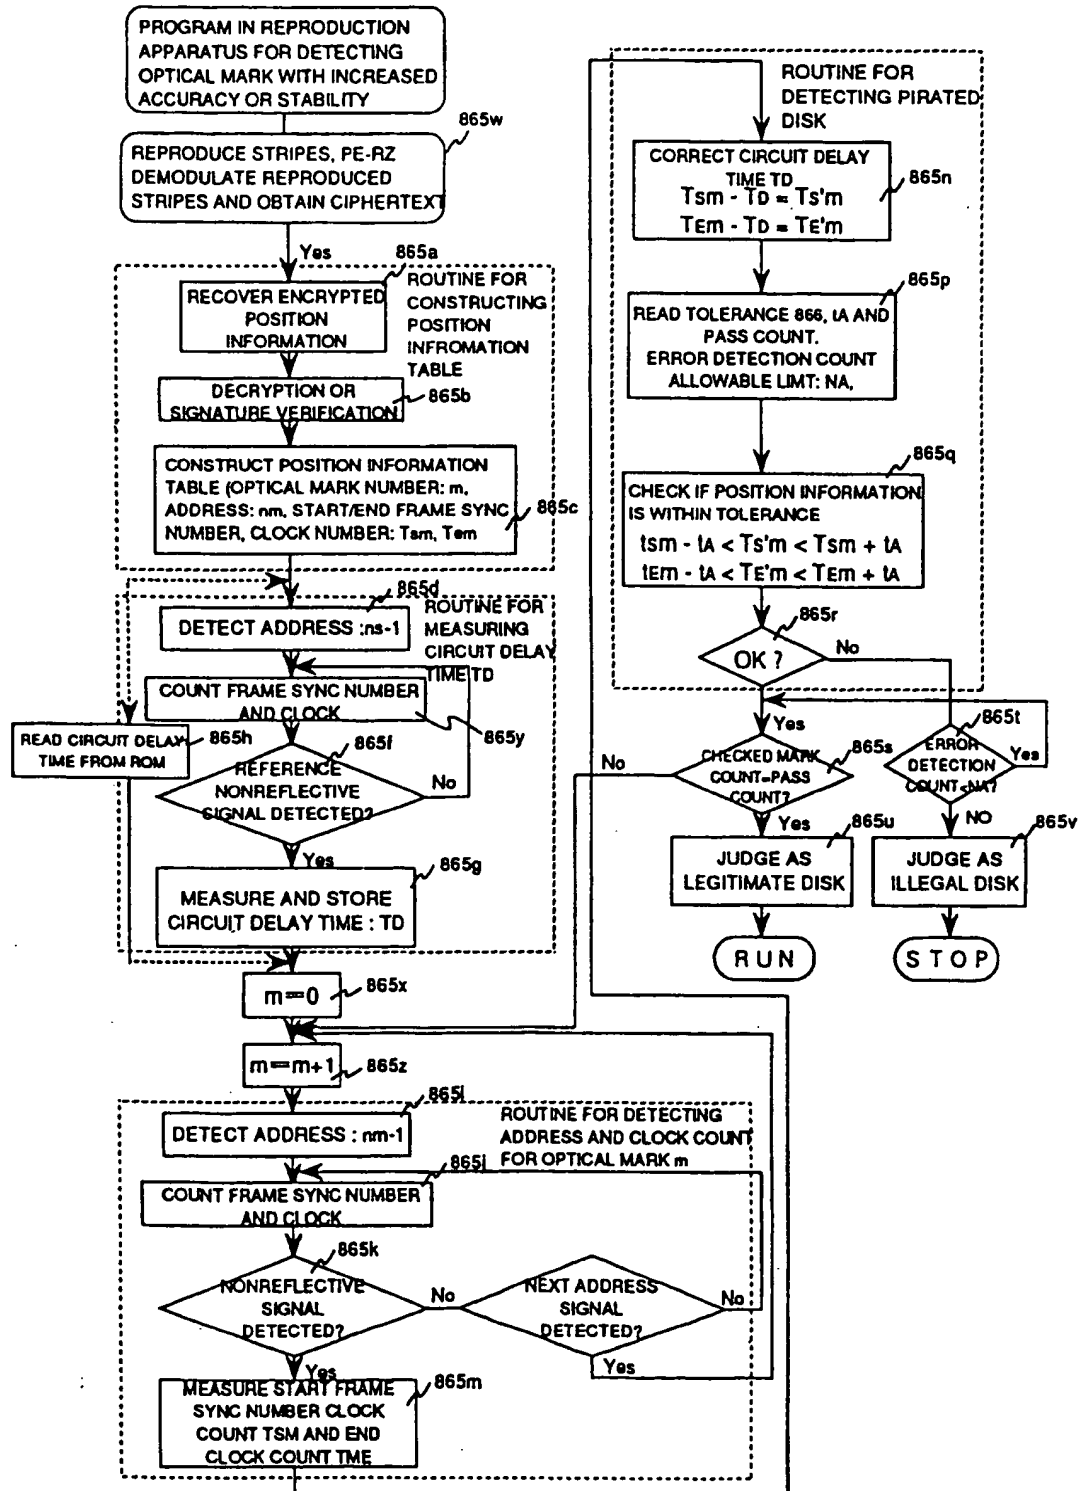 PROGRAM IN REPRODUCTION
APPARATUS FOR DETECTING
OPTICAL MARK WITH INCREASED
ACCURACY OR STABILITY
865w
REPRODUCE STRIPES, PE-RZ
DEMODULATE REPRODUCED
STRIPES AND OBTAIN CIPHERTEXT
Yes
865a
RECOVER ENCRYPTED
POSITION
INFORMATION
ROUTINE FOR
CONSTRUCTING
POSITION
INFROMATION
TABLE
DECRYPTION OR
SIGNATURE VERIFICATION
865b
CONSTRUCT POSITION INFORMATION
TABLE (OPTICAL MARK NUMBER: m,
ADDRESS: nm, START/END FRAME SYNC
NUMBER, CLOCK NUMBER: Tsm, Tem
865c
865d
DETECT ADDRESS :ns-1
ROUTINE FOR
MEASURING
CIRCUIT DELAY
TIME TD
COUNT FRAME SYNC NUMBER
AND CLOCK
865y
READ CIRCUIT DELAY
TIME FROM ROM
865h
865f
REFERENCE
NONREFLECTIVE
SIGNAL DETECTED?
No
Yes
865g
MEASURE AND STORE
CIRCUIT DELAY TIME : TD
m=0
865x
m=m+1
865z
865i
DETECT ADDRESS : nm-1
ROUTINE FOR DETECTING
ADDRESS AND CLOCK COUNT
FOR OPTICAL MARK m
865j
COUNT FRAME SYNC NUMBER
AND CLOCK
865k
NONREFLECTIVE
SIGNAL
DETECTED?
No
NEXT ADDRESS
SIGNAL
DETECTED?
No
Yes
Yes
MEASURE START FRAME
SYNC NUMBER CLOCK
COUNT TSM AND END
CLOCK COUNT TME
865m
ROUTINE FOR
DETECTING PIRATED
DISK
CORRECT CIRCUIT DELAY
TIME TD
Tsm - TD = Ts'm
TEm - TD = TE'm
865n
865p
READ TOLERANCE 866, tA AND
PASS COUNT.
ERROR DETECTION COUNT
ALLOWABLE LIMT: NA,
865q
CHECK IF POSITION INFORMATION
IS WITHIN TOLERANCE
tsm - tA < Ts'm < Tsm + tA
tEm - tA < TE'm < TEm + tA
865r
OK ?
No
Yes
CHECKED MARK
COUNT=PASS
COUNT?
865s
No
Yes
865t
ERROR
DETECTION
COUNT<NA?
Yes
NO
865u
JUDGE AS
LEGITIMATE DISK
865v
JUDGE AS
ILLEGAL DISK
RUN
STOP